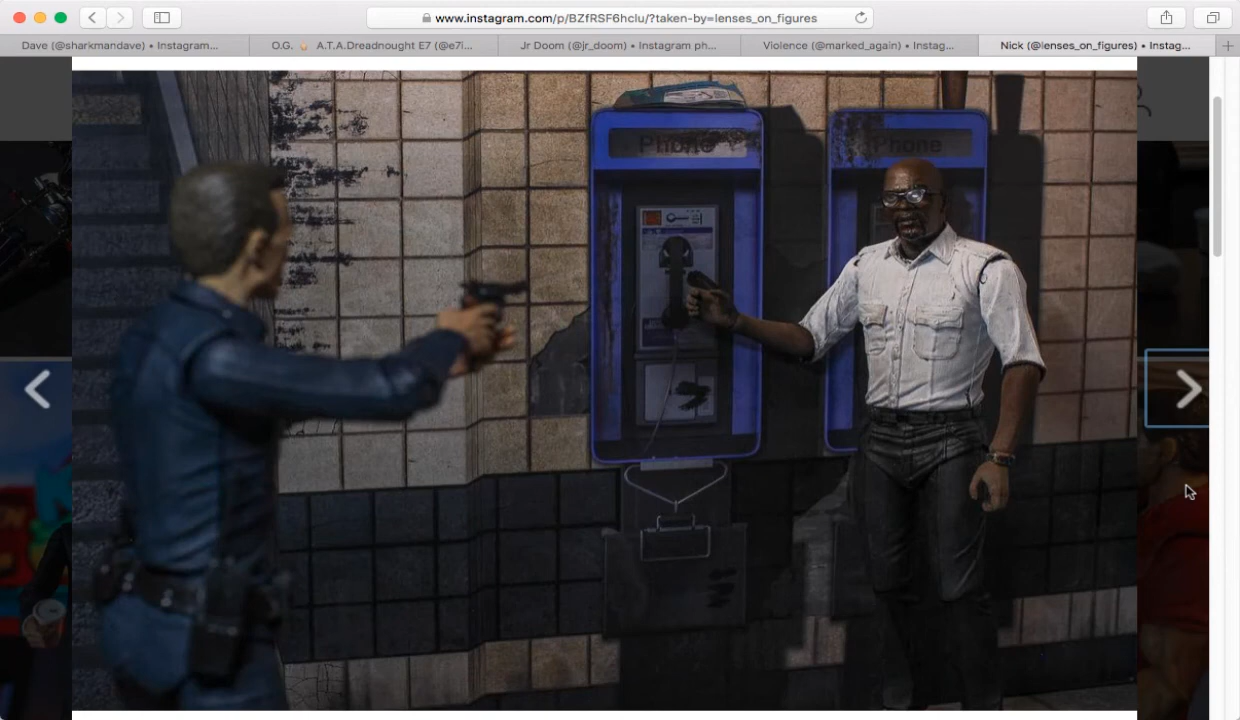 www.instagram.com/p/BZfRSF6hclu/?taken-by=lenses_on_figures
Dave (@sharkmandave) • Instagram...
O.G. A.T.A.Dreadnought E7 (@e7i...
Jr Doom (@jr_doom) • Instagram ph...
Violence (@marked_again) • Instag...
Nick (@lenses_on_figures) • Instag...
Phone
Phone